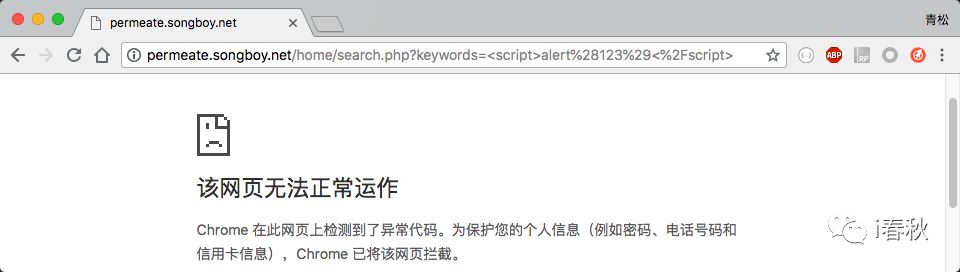 permeate.songboy.net
青松
permeate.songboy.net/home/search.php?keywords=<script>alert%28123%29<%2Fscript>
ABP
RP
该网页无法正常运作
Chrome 在此网页上检测到了异常代码。为保护您的个人信息（例如密码、电话号码和
信用卡信息），Chrome 已将该网页拦截。
i春秋